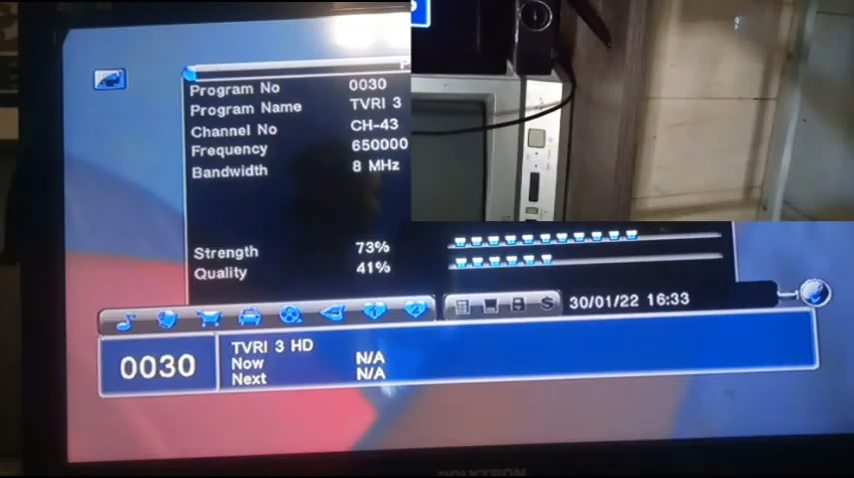 Program No 0030
Program Name TVRI 3
Channel No CH-43
Frequency 650000
Bandwidth 8 MHz
Strength 73%
Quality 41%
30/01/22 16:33
0030
TVRI 3 HD
Now N/A
Next N/A
POLYTRON